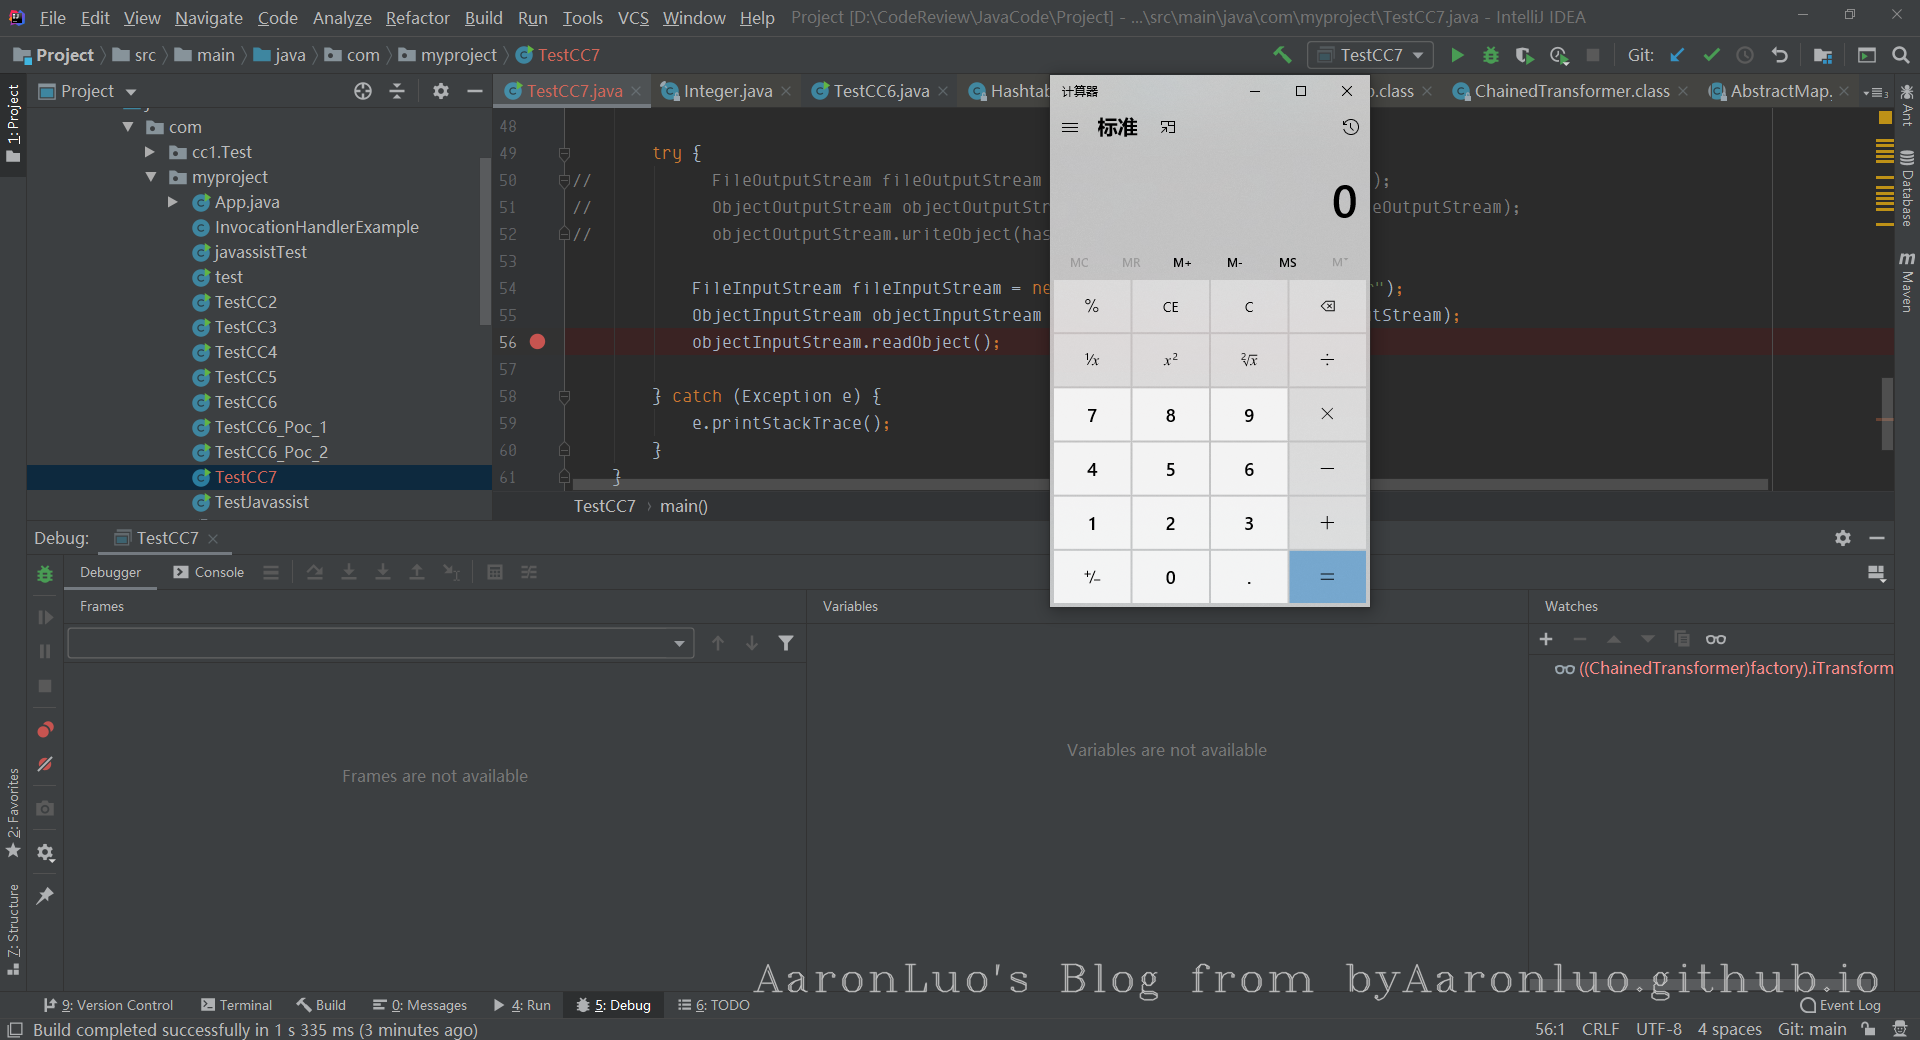 File Edit View Navigate Code Analyze Refactor Build Run Tools VCS Window Help Project [D:\CodeReview\JavaCode\Project] - ...\src\main\java\com\myproject\TestCC7.java - IntelliJ IDEA
Project src main java com myproject TestCC7
TestCC7 Git:
Project
TestCC7.java Integer.java TestCC6.java Hashtab .class ChainedTransformer.class AbstractMap.
1: Project
com
cc1.Test
myproject
App.java
InvocationHandlerExample
javassistTest
test
TestCC2
TestCC3
TestCC4
TestCC5
TestCC6
TestCC6_Poc_1
TestCC6_Poc_2
TestCC7
TestJavassist
48
49 try {
50 // FileOutputStream fileOutputStream );
51 // ObjectOutputStream objectOutputStr eOutputStream);
52 // objectOutputStream.writeObject(has
53
54 FileInputStream fileInputStream = ne ");
55 ObjectInputStream objectInputStream tStream);
56 objectInputStream.readObject();
57
58 } catch (Exception e) {
59 e.printStackTrace();
60 }
61 }
TestCC7 › main()
计算器
标准
0
MC MR M+ M- MS M˅
% CE C
¹/x x² ²√x ÷
7 8 9 ×
4 5 6 −
1 2 3 +
+/− 0 . =
Ant
Database
m Maven
Debug: TestCC7
Debugger Console
Frames
Variables
Watches
((ChainedTransformer)factory).iTransform
Frames are not available
Variables are not available
2: Favorites
7: Structure
AaronLuo's Blog from byAaronluo.github.io
9: Version Control Terminal Build 0: Messages 4: Run 5: Debug 6: TODO Event Log
Build completed successfully in 1 s 335 ms (3 minutes ago) 56:1 CRLF UTF-8 4 spaces Git: main